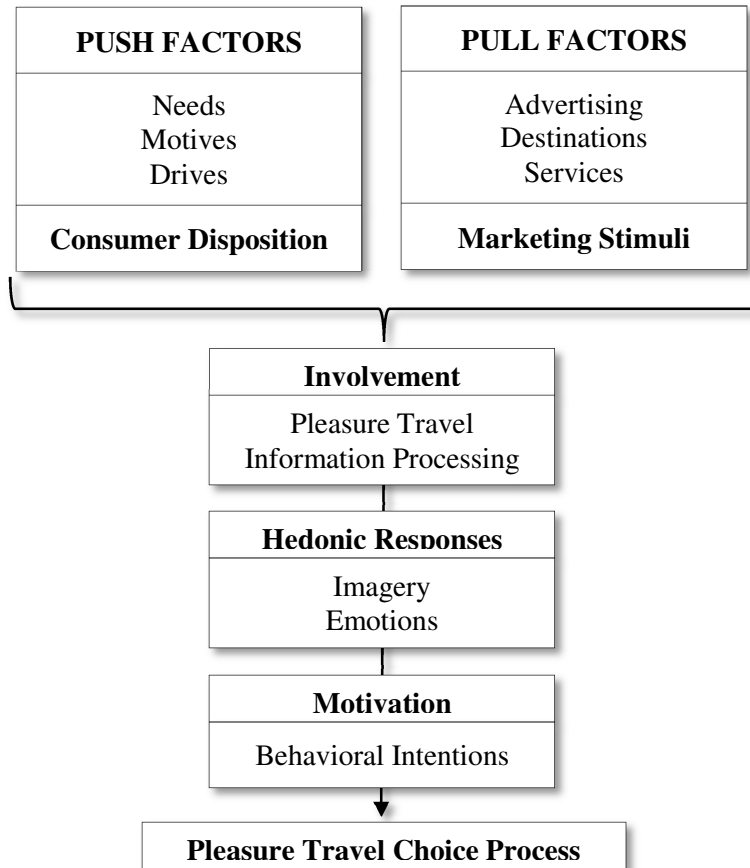 PUSH FACTORS
Needs
Motives
Drives
Consumer Disposition
PULL FACTORS
Advertising
Destinations
Services
Marketing Stimuli
Involvement
Pleasure Travel
Information Processing
Hedonic Responses
Imagery
Emotions
Motivation
Behavioral Intentions
Pleasure Travel Choice Process